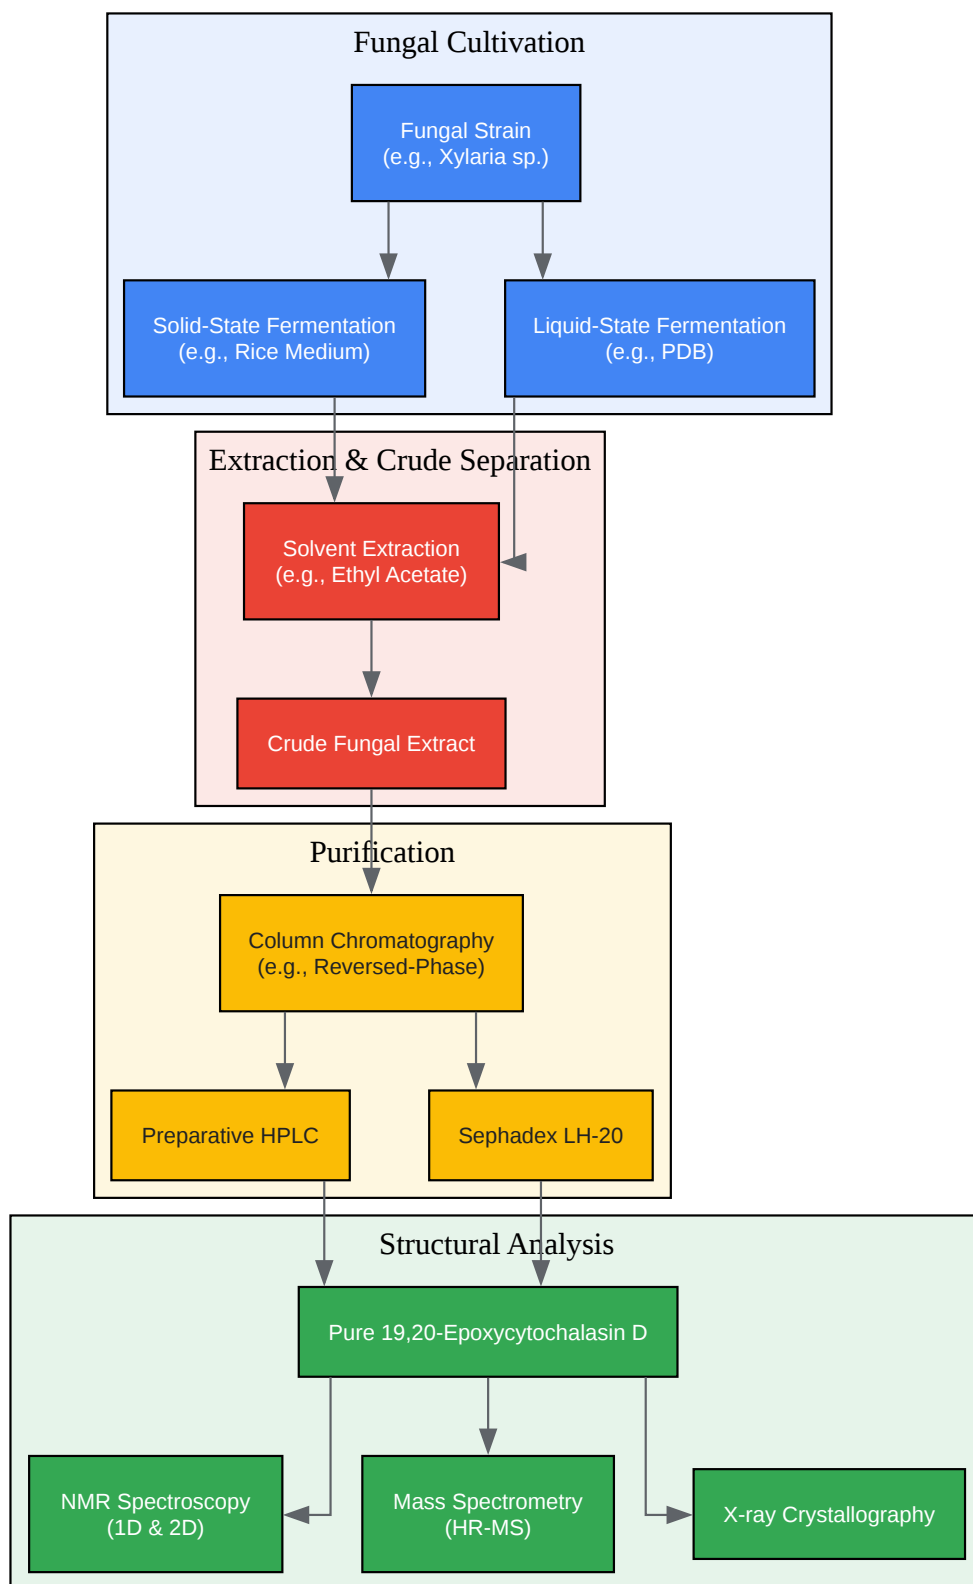 Fungal Cultivation
Fungal Strain
(e.g., Xylaria sp.)
Solid-State Fermentation
(e.g., Rice Medium)
Liquid-State Fermentation
(e.g., PDB)
Extraction & Crude Separation
Solvent Extraction
(e.g., Ethyl Acetate)
Crude Fungal Extract
Purification
Column Chromatography
(e.g., Reversed-Phase)
Preparative HPLC
Sephadex LH-20
Structural Analysis
Pure 19,20-Epoxycytochalasin D
NMR Spectroscopy
(1D & 2D)
Mass Spectrometry
(HR-MS)
X-ray Crystallography